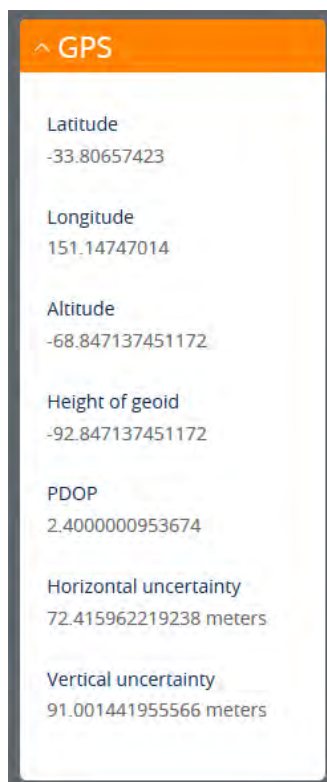 GPS
Latitude
-33.80657423
Longitude
151.14747014
Altitude
-68.847137451172
Height of geoid
-92.847137451172
PDOP
2.4000000953674
Horizontal uncertainty
72.415962219238 meters
Vertical uncertainty
91.001441955566 meters